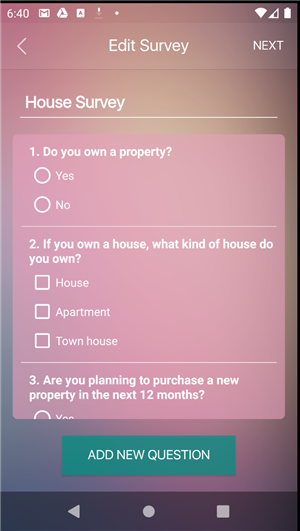 6:40
Edit Survey
NEXT
House Survey
1. Do you own a property?
Yes
No
2. If you own a house, what kind of house do
you own?
House
Apartment
Town house
3. Are you planning to purchase a new
property in the next 12 months?
Yes
ADD NEW QUESTION